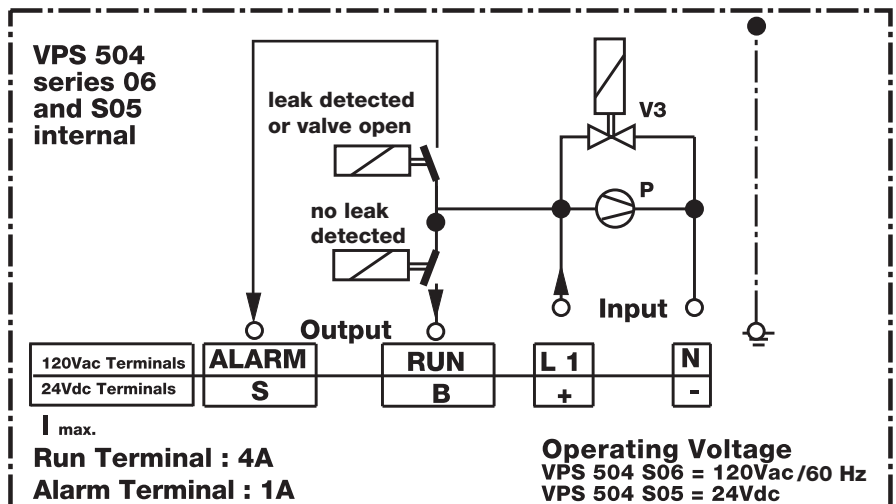 VPS 504
series 06
and S05
internal
leak detected
or valve open
V3
P
no leak
detected
Output
Input
120Vac Terminals
ALARM
RUN
L 1
N
24Vdc Terminals
S
B
+
-
I max.
Run Terminal : 4A
Alarm Terminal : 1A
Operating Voltage
VPS 504 S06 = 120Vac/60 Hz
VPS 504 S05 = 24Vdc